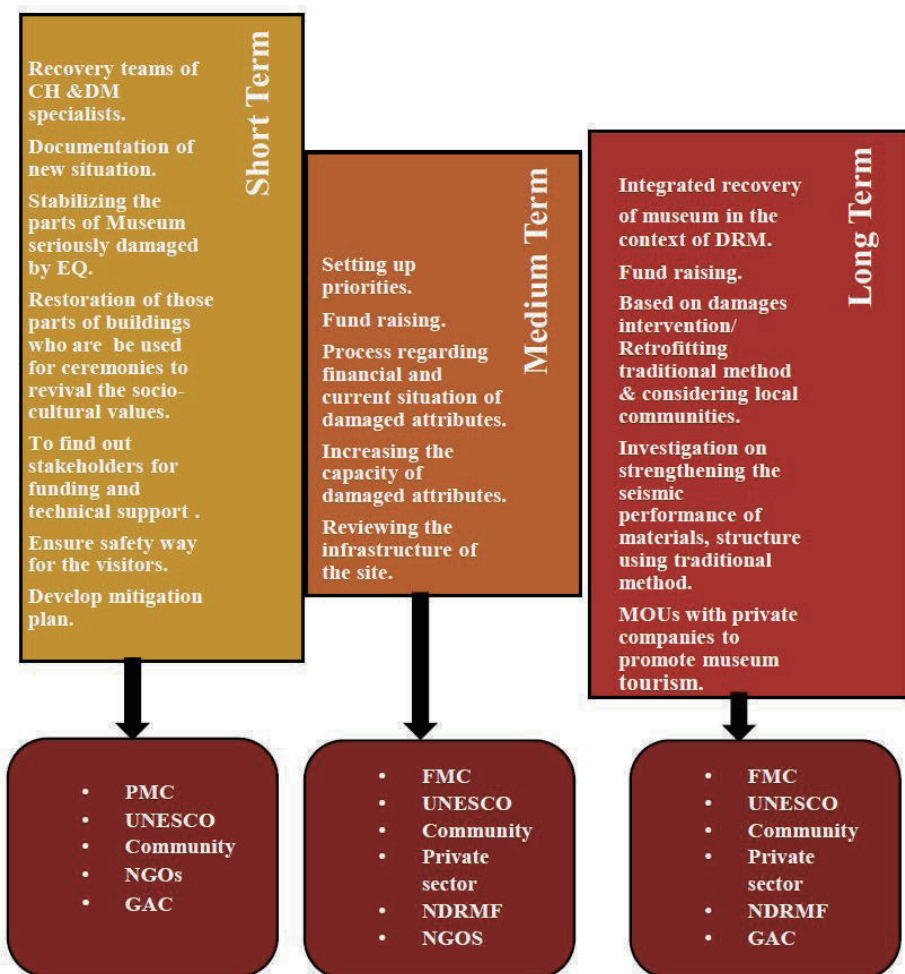 Short Term
Recovery teams of
CH &DM
specialists.
Documentation of
new situation.
Stabilizing the
parts of Museum
seriously damaged
by EQ.
Restoration of those
parts of buildings
who are be used
for ceremonies to
revival the socio-
cultural values.
To find out
stakeholders for
funding and
technical support .
Ensure safety way
for the visitors.
Develop mitigation
plan.
Medium Term
Setting up
priorities.
Fund raising.
Process regarding
financial and
current situation of
damaged attributes.
Increasing the
capacity of
damaged attributes.
Reviewing the
infrastructure of
the site.
Long Term
Integrated recovery
of museum in the
context of DRM.
Fund raising.
Based on damages
intervention/
Retrofitting
traditional method
& considering local
communities.
Investigation on
strengthening the
seismic
performance of
materials, structure
using traditional
method.
MOUs with private
companies to
promote museum
tourism.
• PMC
• UNESCO
• Community
• NGOs
• GAC
• FMC
• UNESCO
• Community
• Private
sector
• NDRMF
• NGOS
• FMC
• UNESCO
• Community
• Private
sector
• NDRMF
• GAC